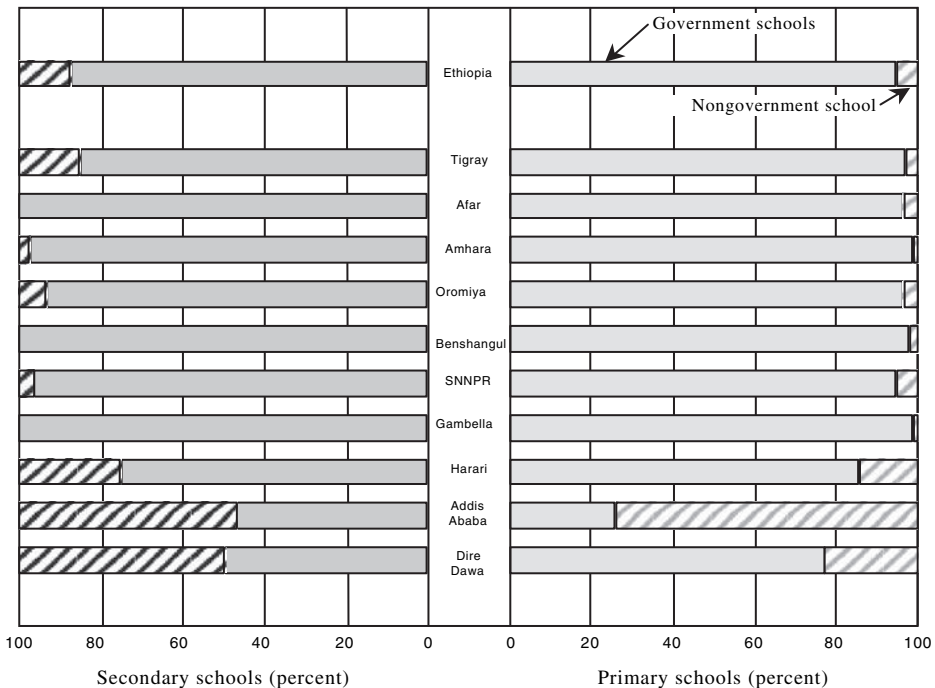 Government schools
Ethiopia
Nongovernment school
Tigray
Afar
Amhara
Oromiya
Benshangul
SNNPR
Gambella
Harari
Addis
Ababa
Dire
Dawa
100 80 60 40 20 0 0 20 40 60 80 100
Secondary schools (percent) Primary schools (percent)